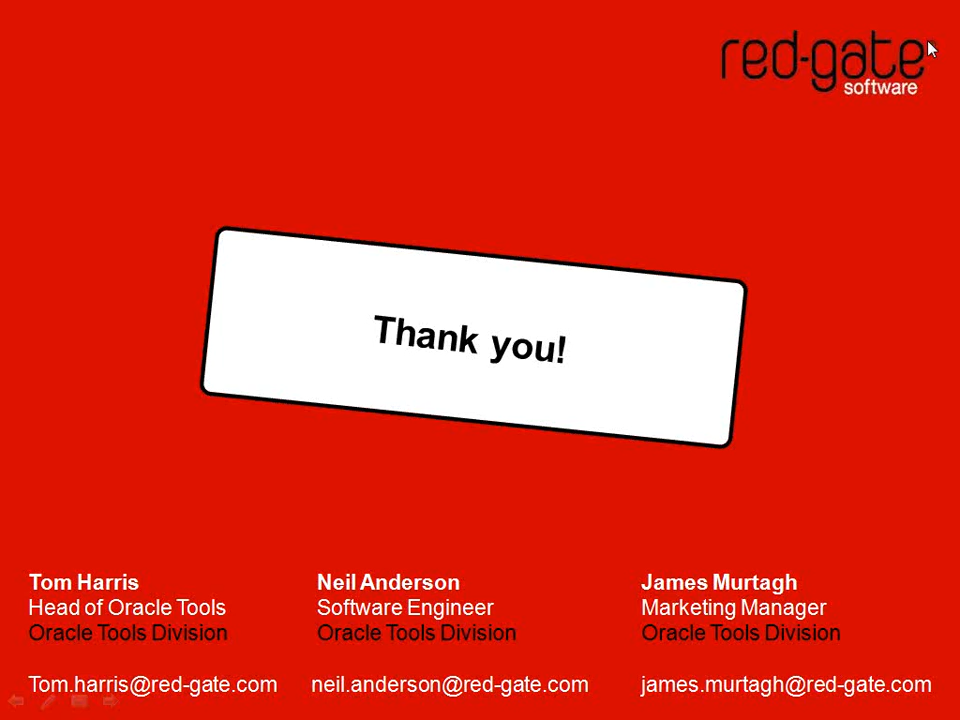 red-gate
software
Thank you!
Tom Harris
Head of Oracle Tools
Oracle Tools Division
Tom.harris@red-gate.com
Neil Anderson
Software Engineer
Oracle Tools Division
neil.anderson@red-gate.com
James Murtagh
Marketing Manager
Oracle Tools Division
james.murtagh@red-gate.com